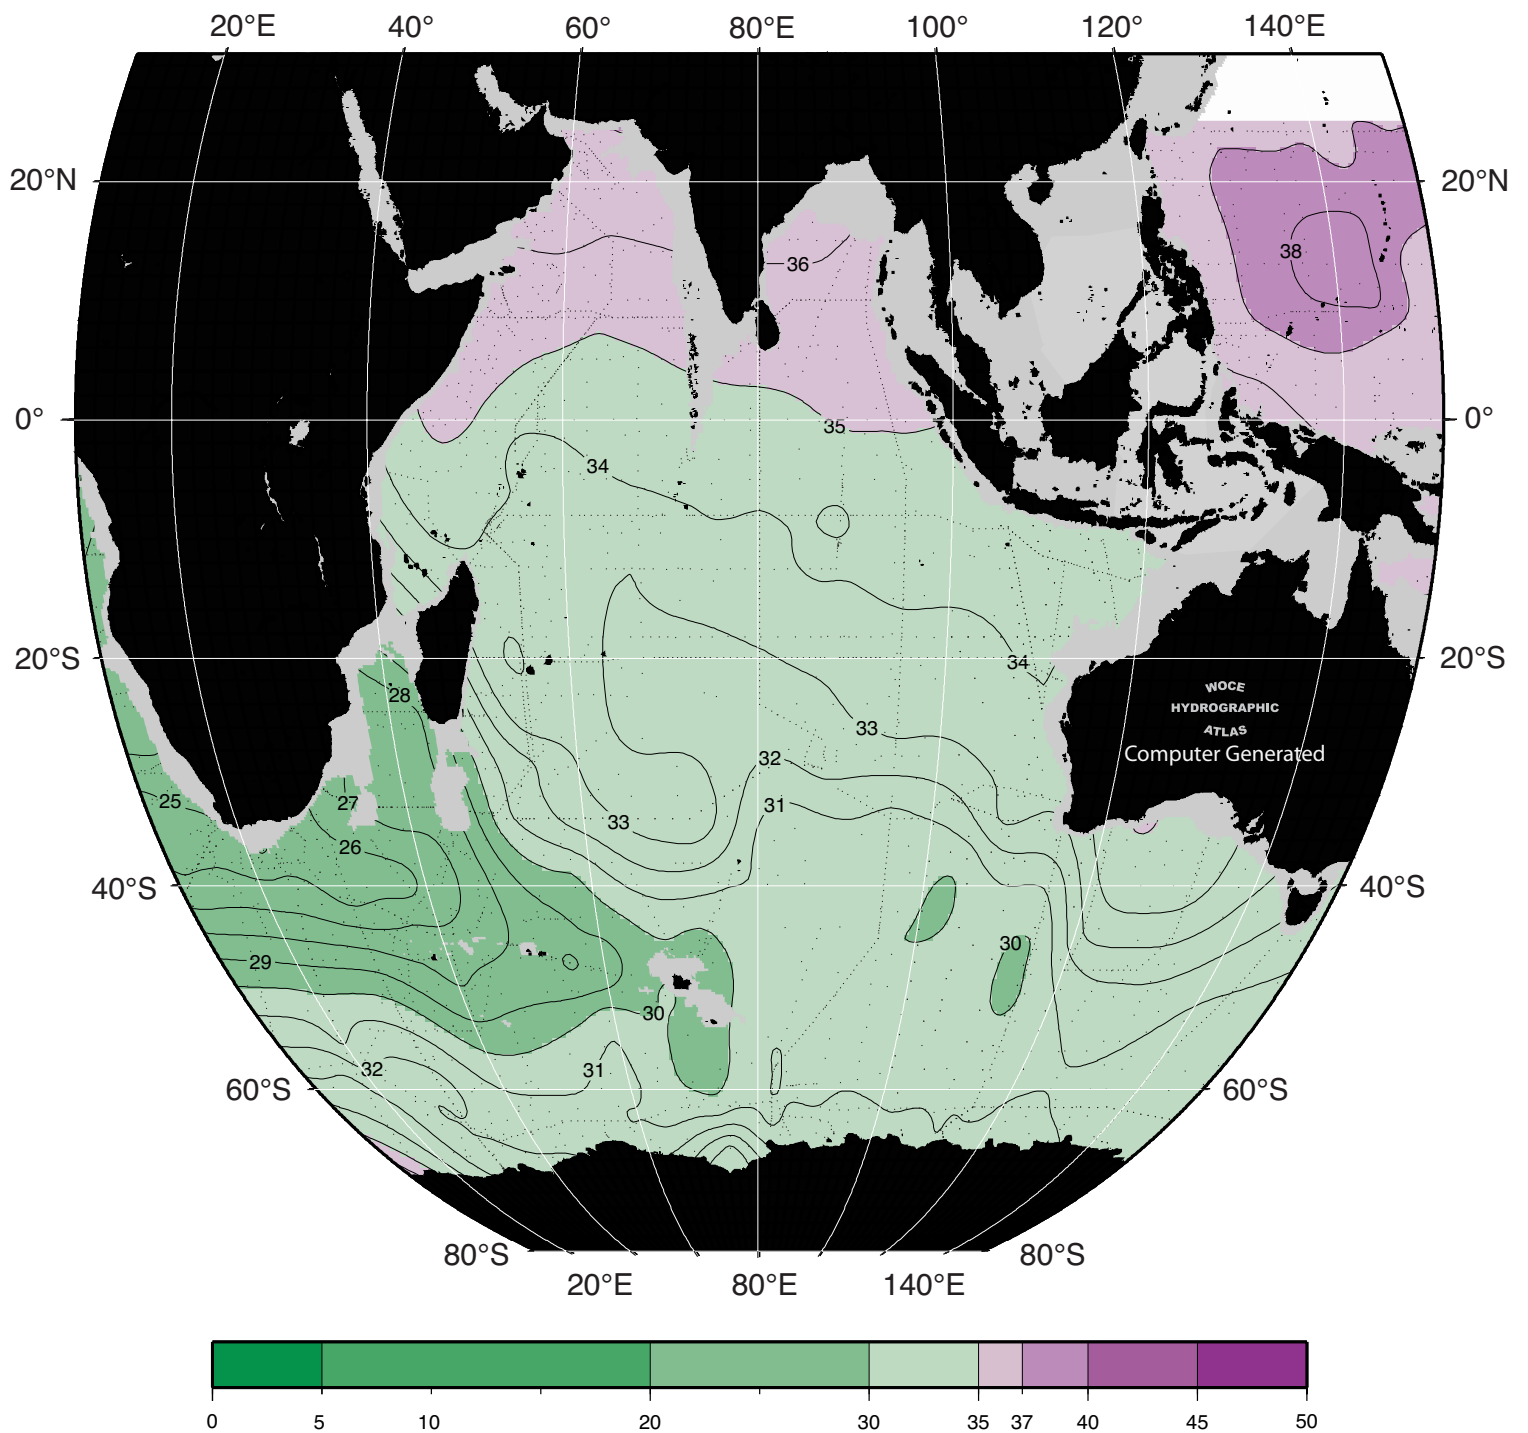 20°E 40° 60° 80°E 100° 120° 140°E
20°N 20°N
38
36
0° 0°
35
34
20°S 34 20°S
28
WOCE
HYDROGRAPHIC
ATLAS
33
Computer Generated
32
25 27 31
33
26
40°S 40°S
30
29
30
32 31
60°S 60°S
80°S 80°S
20°E 80°E 140°E
0 5 10 20 30 35 37 40 45 50